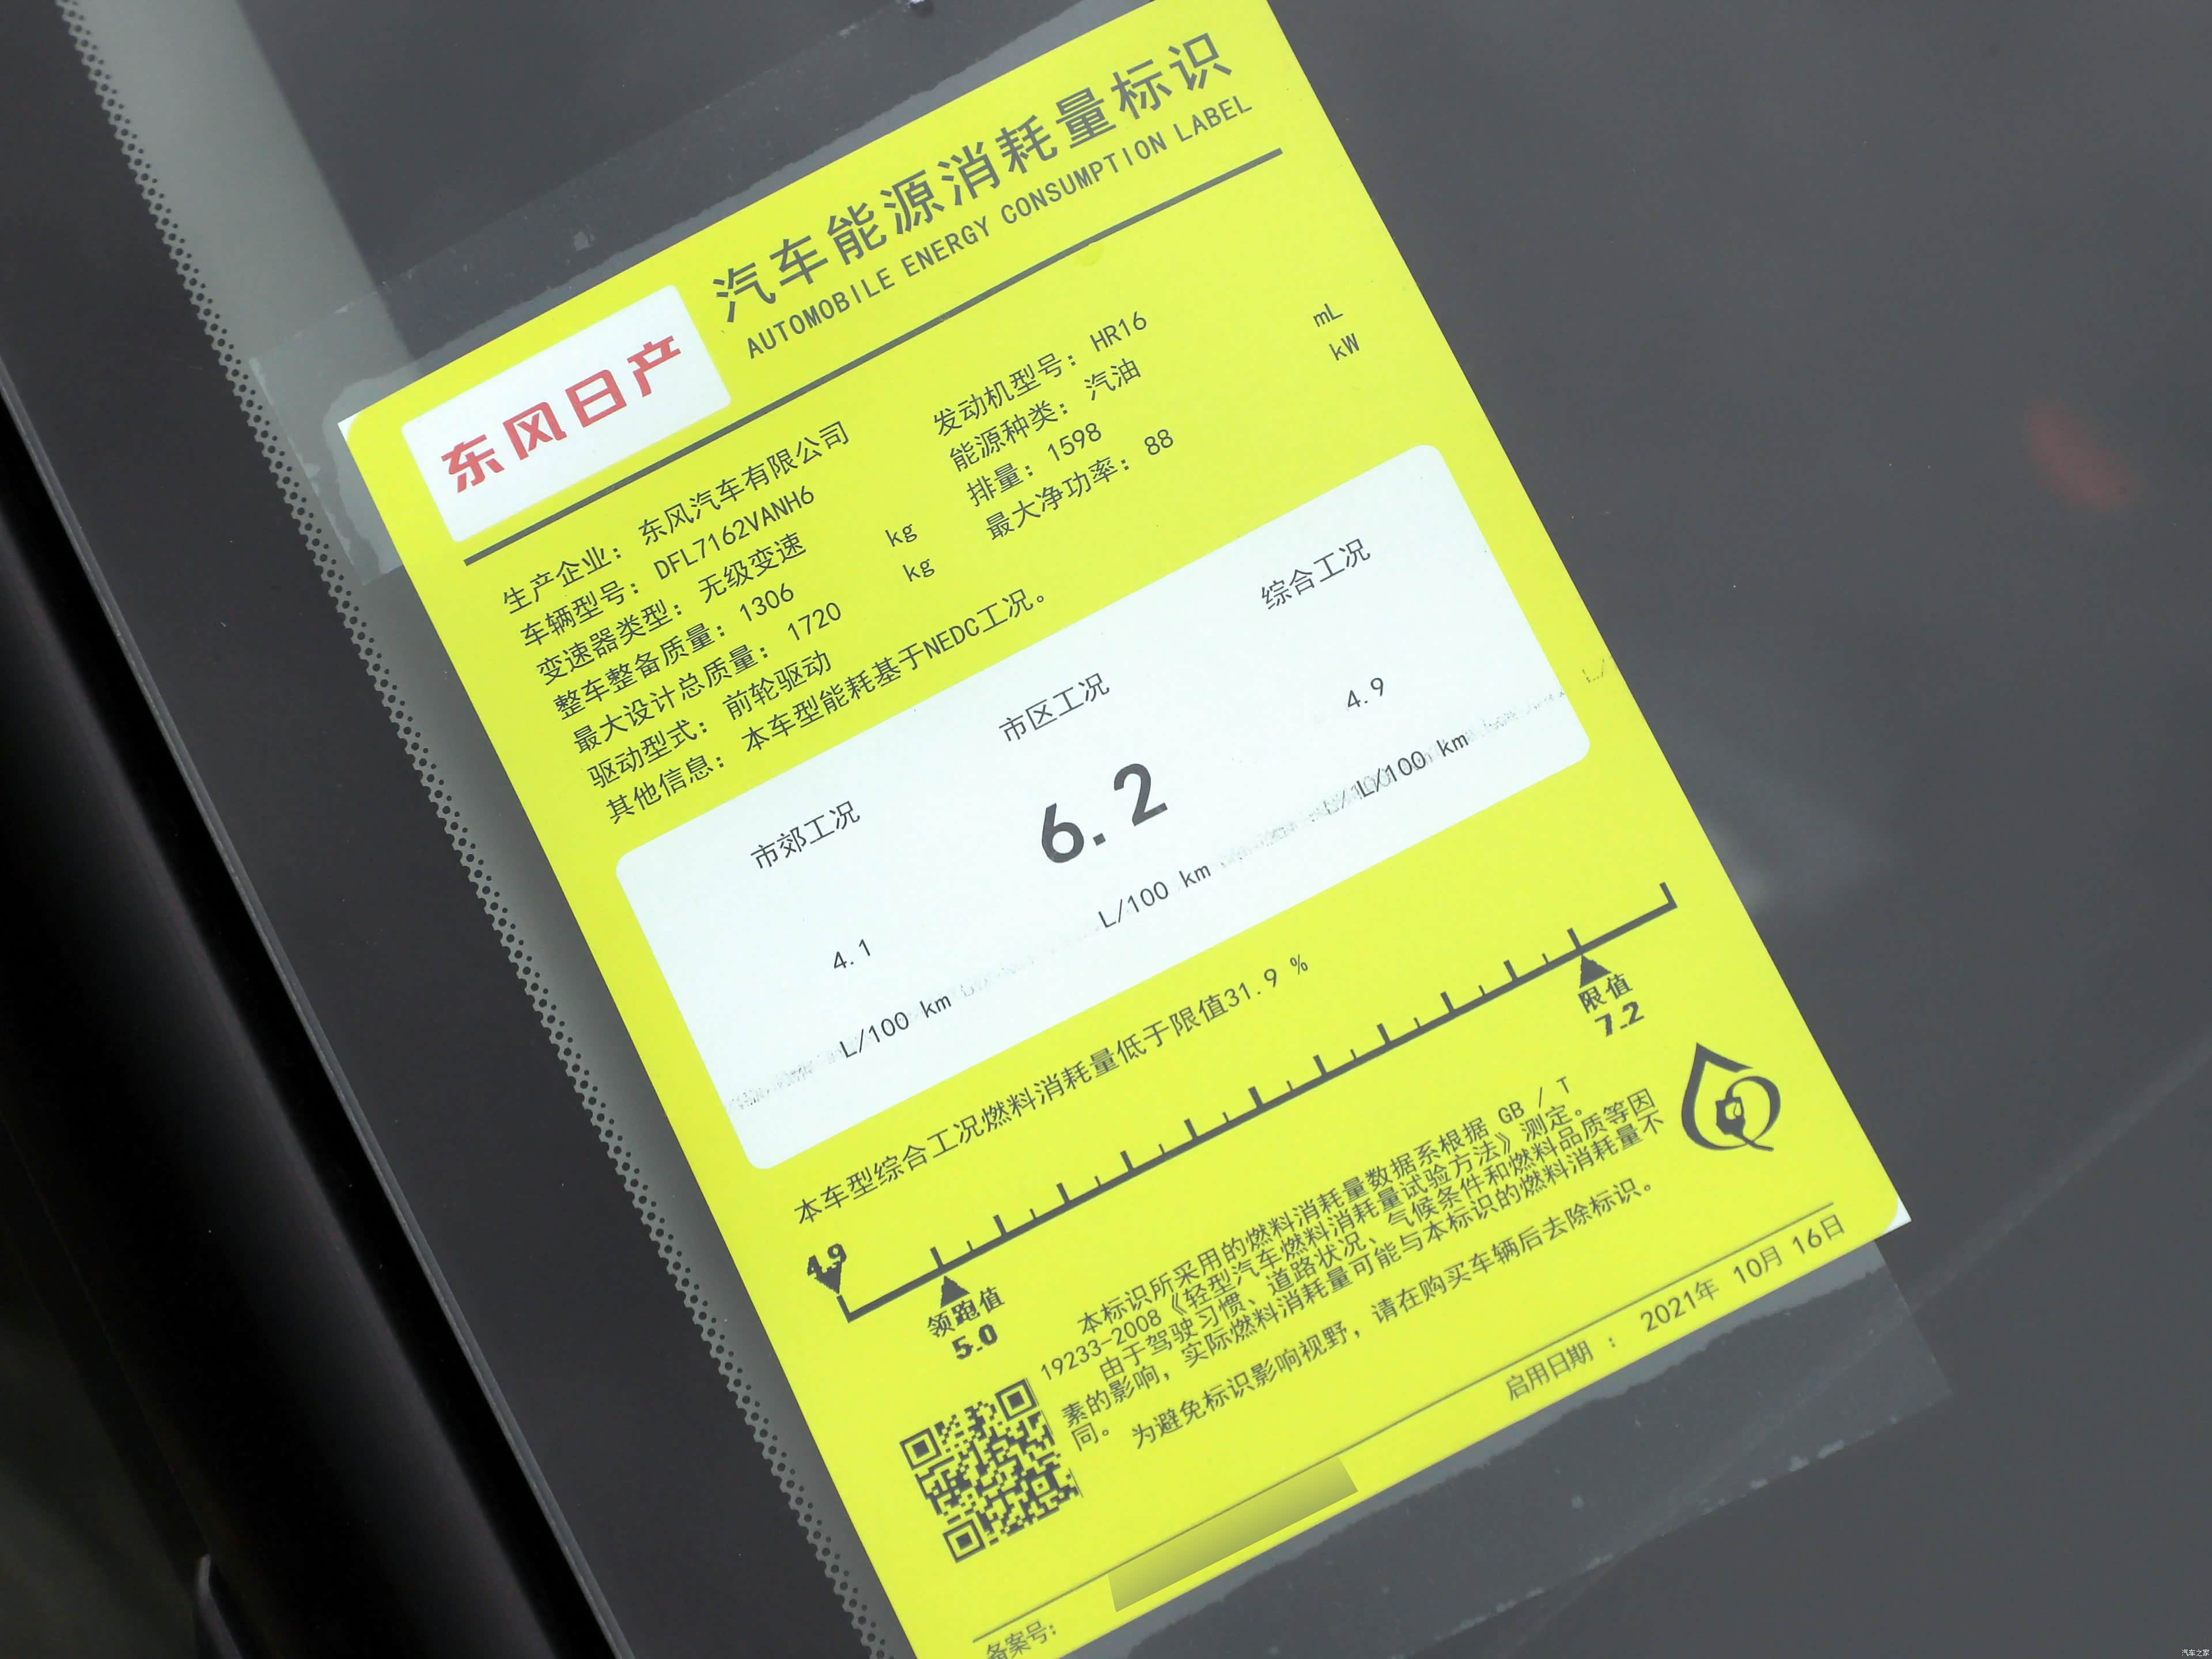 东风日产
汽车能源消耗量标识
AUTOMOBILE ENERGY CONSUMPTION LABEL
生产企业： 东风汽车有限公司
车辆型号： DFL7162VANH6
变速器类型： 无级变速
整车整备质量： 1306 kg
最大设计总质量： 1720 kg
驱动型式： 前轮驱动
其他信息： 本车型能耗基于NEDC工况。
发动机型号： HR16
能源种类： 汽油
排量： 1598 mL
最大净功率： 88 kW
市郊工况 市区工况 综合工况
4.1 6.2 4.9
L/100 km L/100 km L/100 km
本车型综合工况燃料消耗量低于限值31.9 %
4.9
领跑值
5.0
限值
7.2
本标识所采用的燃料消耗量数据系根据 GB / T
19233-2008《轻型汽车燃料消耗量试验方法》测定。
由于驾驶习惯、道路状况、气候条件和燃料品质等因
素的影响，实际燃料消耗量可能与本标识的燃料消耗量不
同。
为避免标识影响视野，请在购买车辆后去除标识。
启用日期 ： 2021年 10月 16日
备案号:
汽车之家